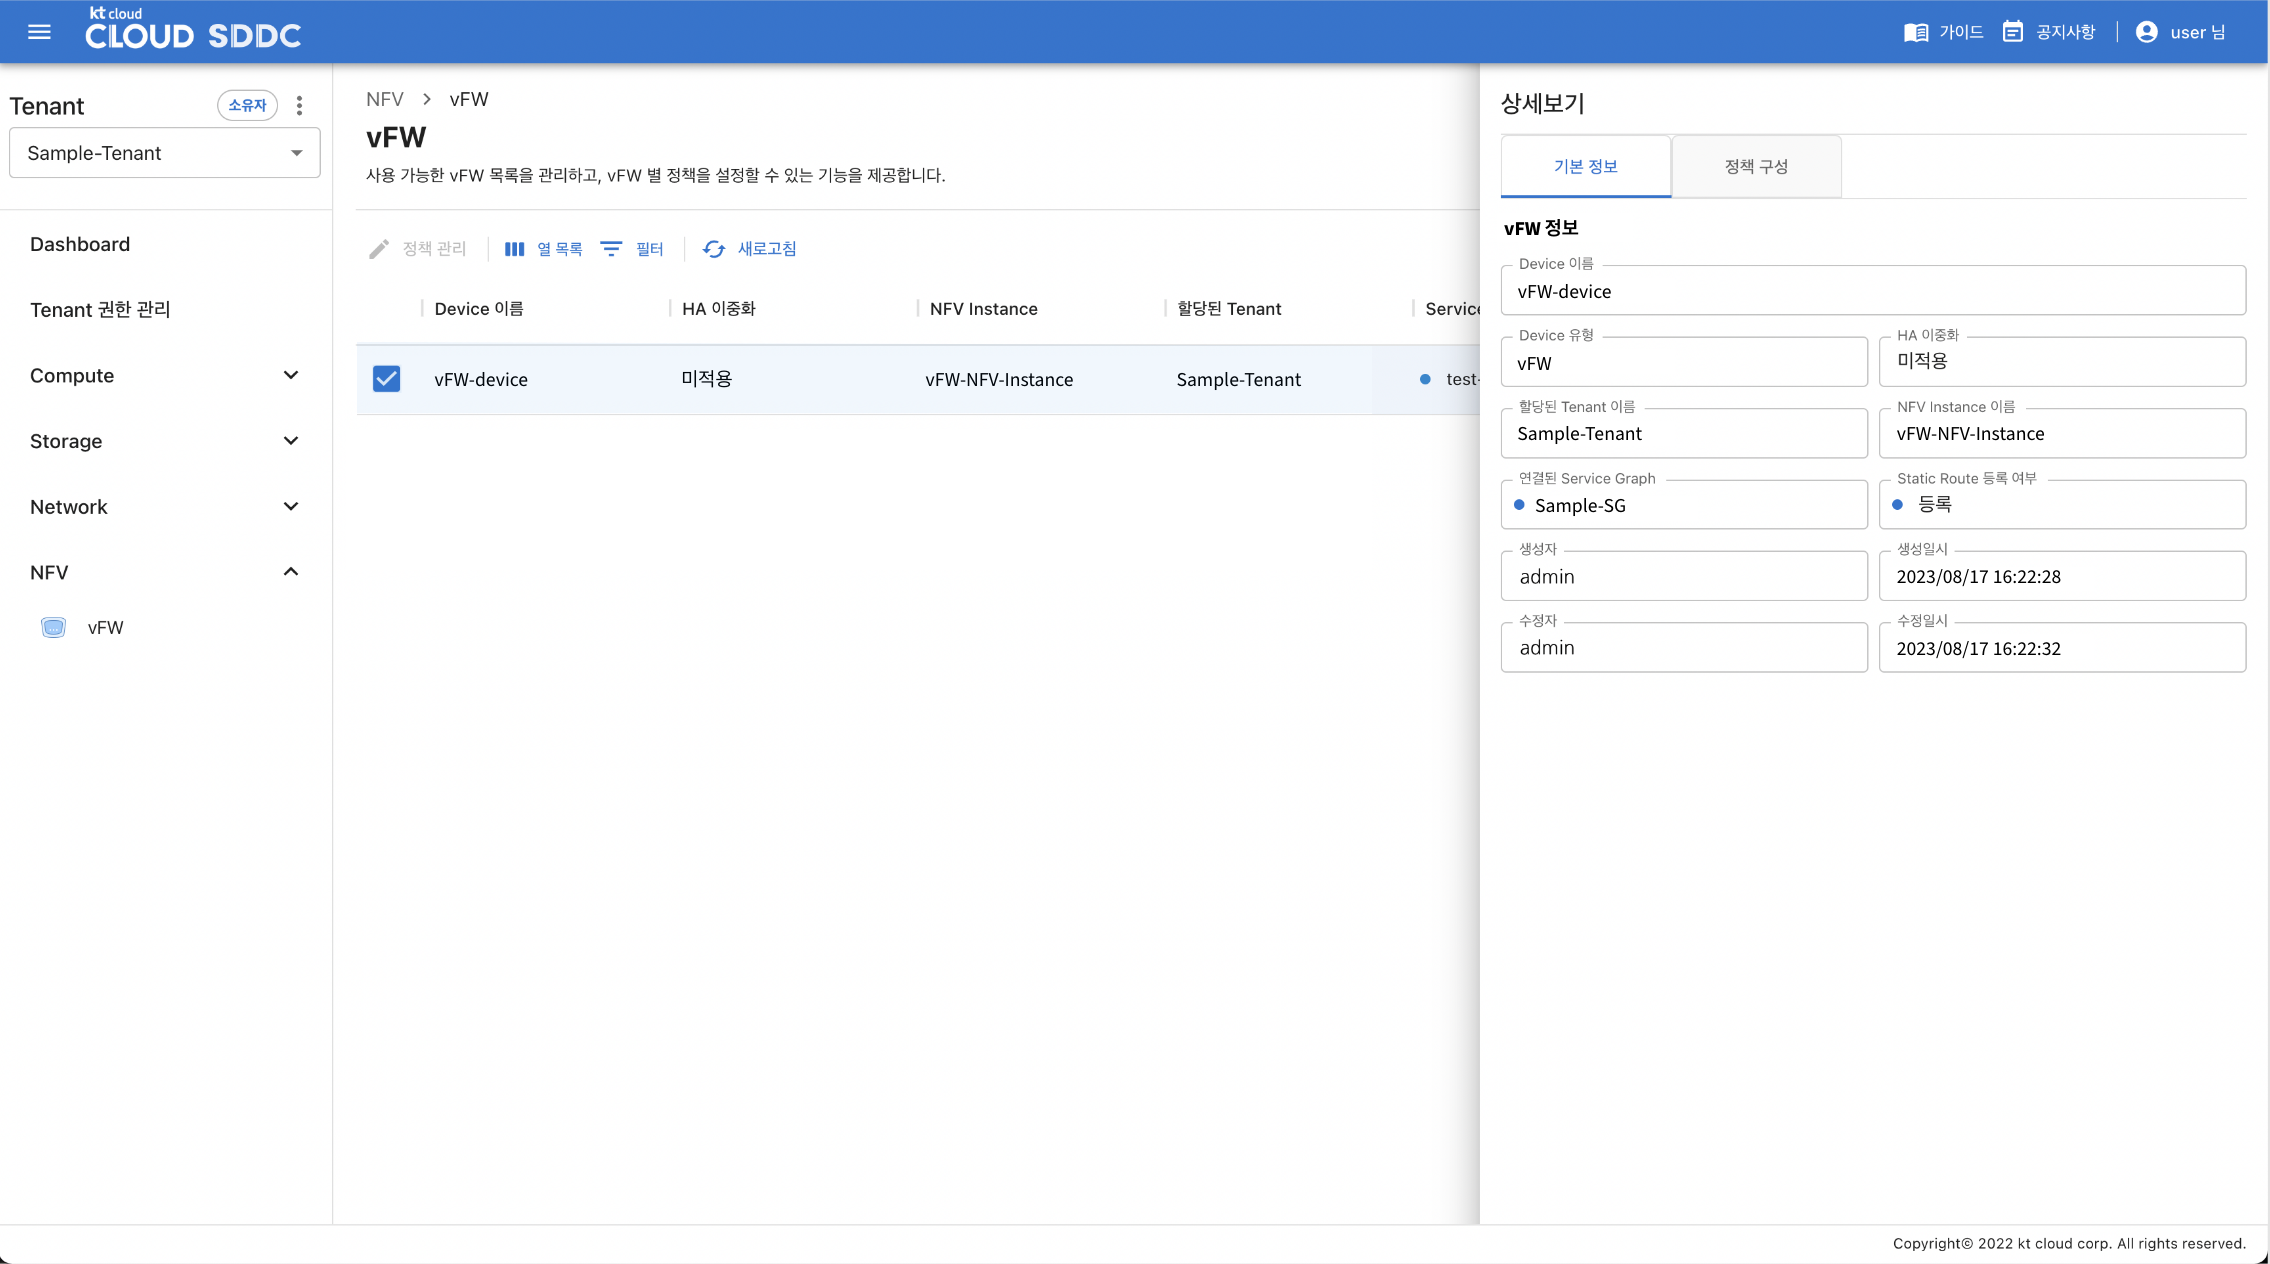 kt cloud
CLOUD SDDC
가이드
공지사항
user 님
Tenant
소유자
Sample-Tenant
Dashboard
Tenant 권한 관리
Compute
Storage
Network
NFV
vFW
NFV > vFW
vFW
사용 가능한 vFW 목록을 관리하고, vFW 별 정책을 설정할 수 있는 기능을 제공합니다.
정책 관리
열 목록
필터
새로고침
Device 이름
HA 이중화
NFV Instance
할당된 Tenant
Service
vFW-device
미적용
vFW-NFV-Instance
Sample-Tenant
test-
상세보기
기본 정보
정책 구성
vFW 정보
Device 이름
vFW-device
Device 유형
vFW
HA 이중화
미적용
할당된 Tenant 이름
Sample-Tenant
NFV Instance 이름
vFW-NFV-Instance
연결된 Service Graph
Sample-SG
Static Route 등록 여부
등록
생성자
admin
생성일시
2023/08/17 16:22:28
수정자
admin
수정일시
2023/08/17 16:22:32
Copyright© 2022 kt cloud corp. All rights reserved.